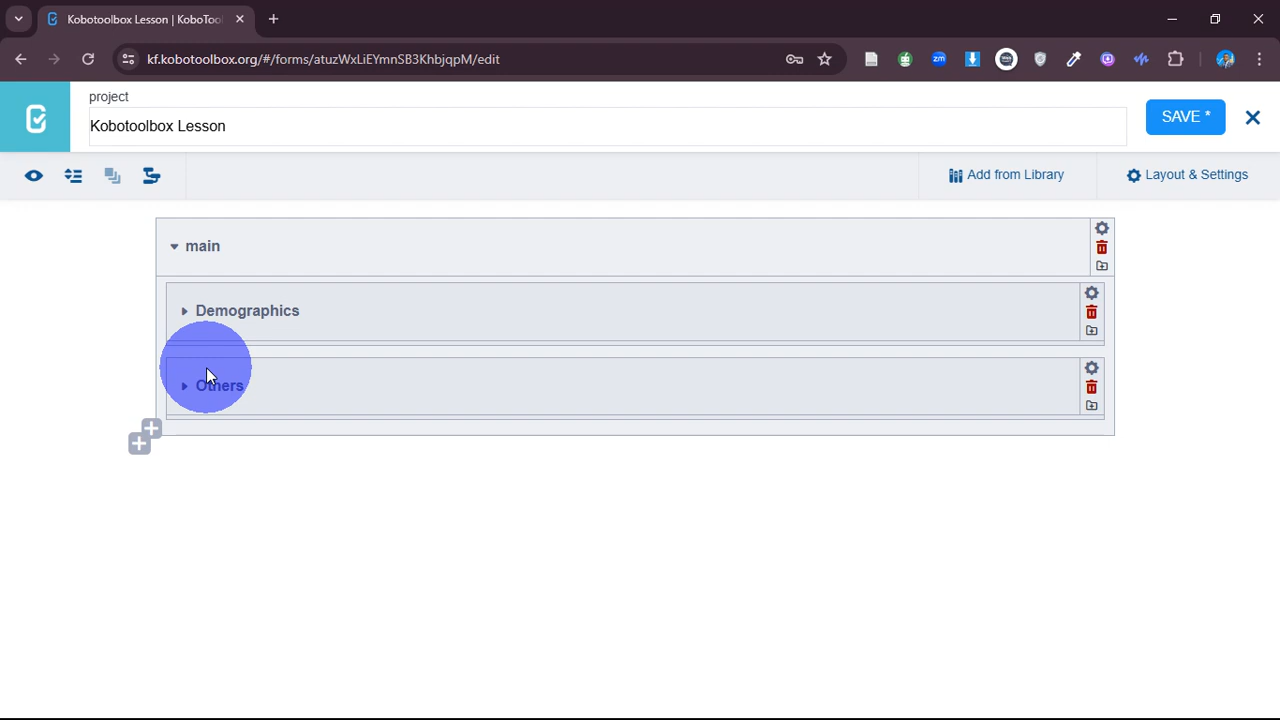 Kobotoolbox Lesson | KoboToo
kf.kobotoolbox.org/#/forms/atuzWxLiEYmnSB3KhbjqpM/edit
project
Kobotoolbox Lesson
SAVE *
Add from Library
Layout & Settings
main
Demographics
Others